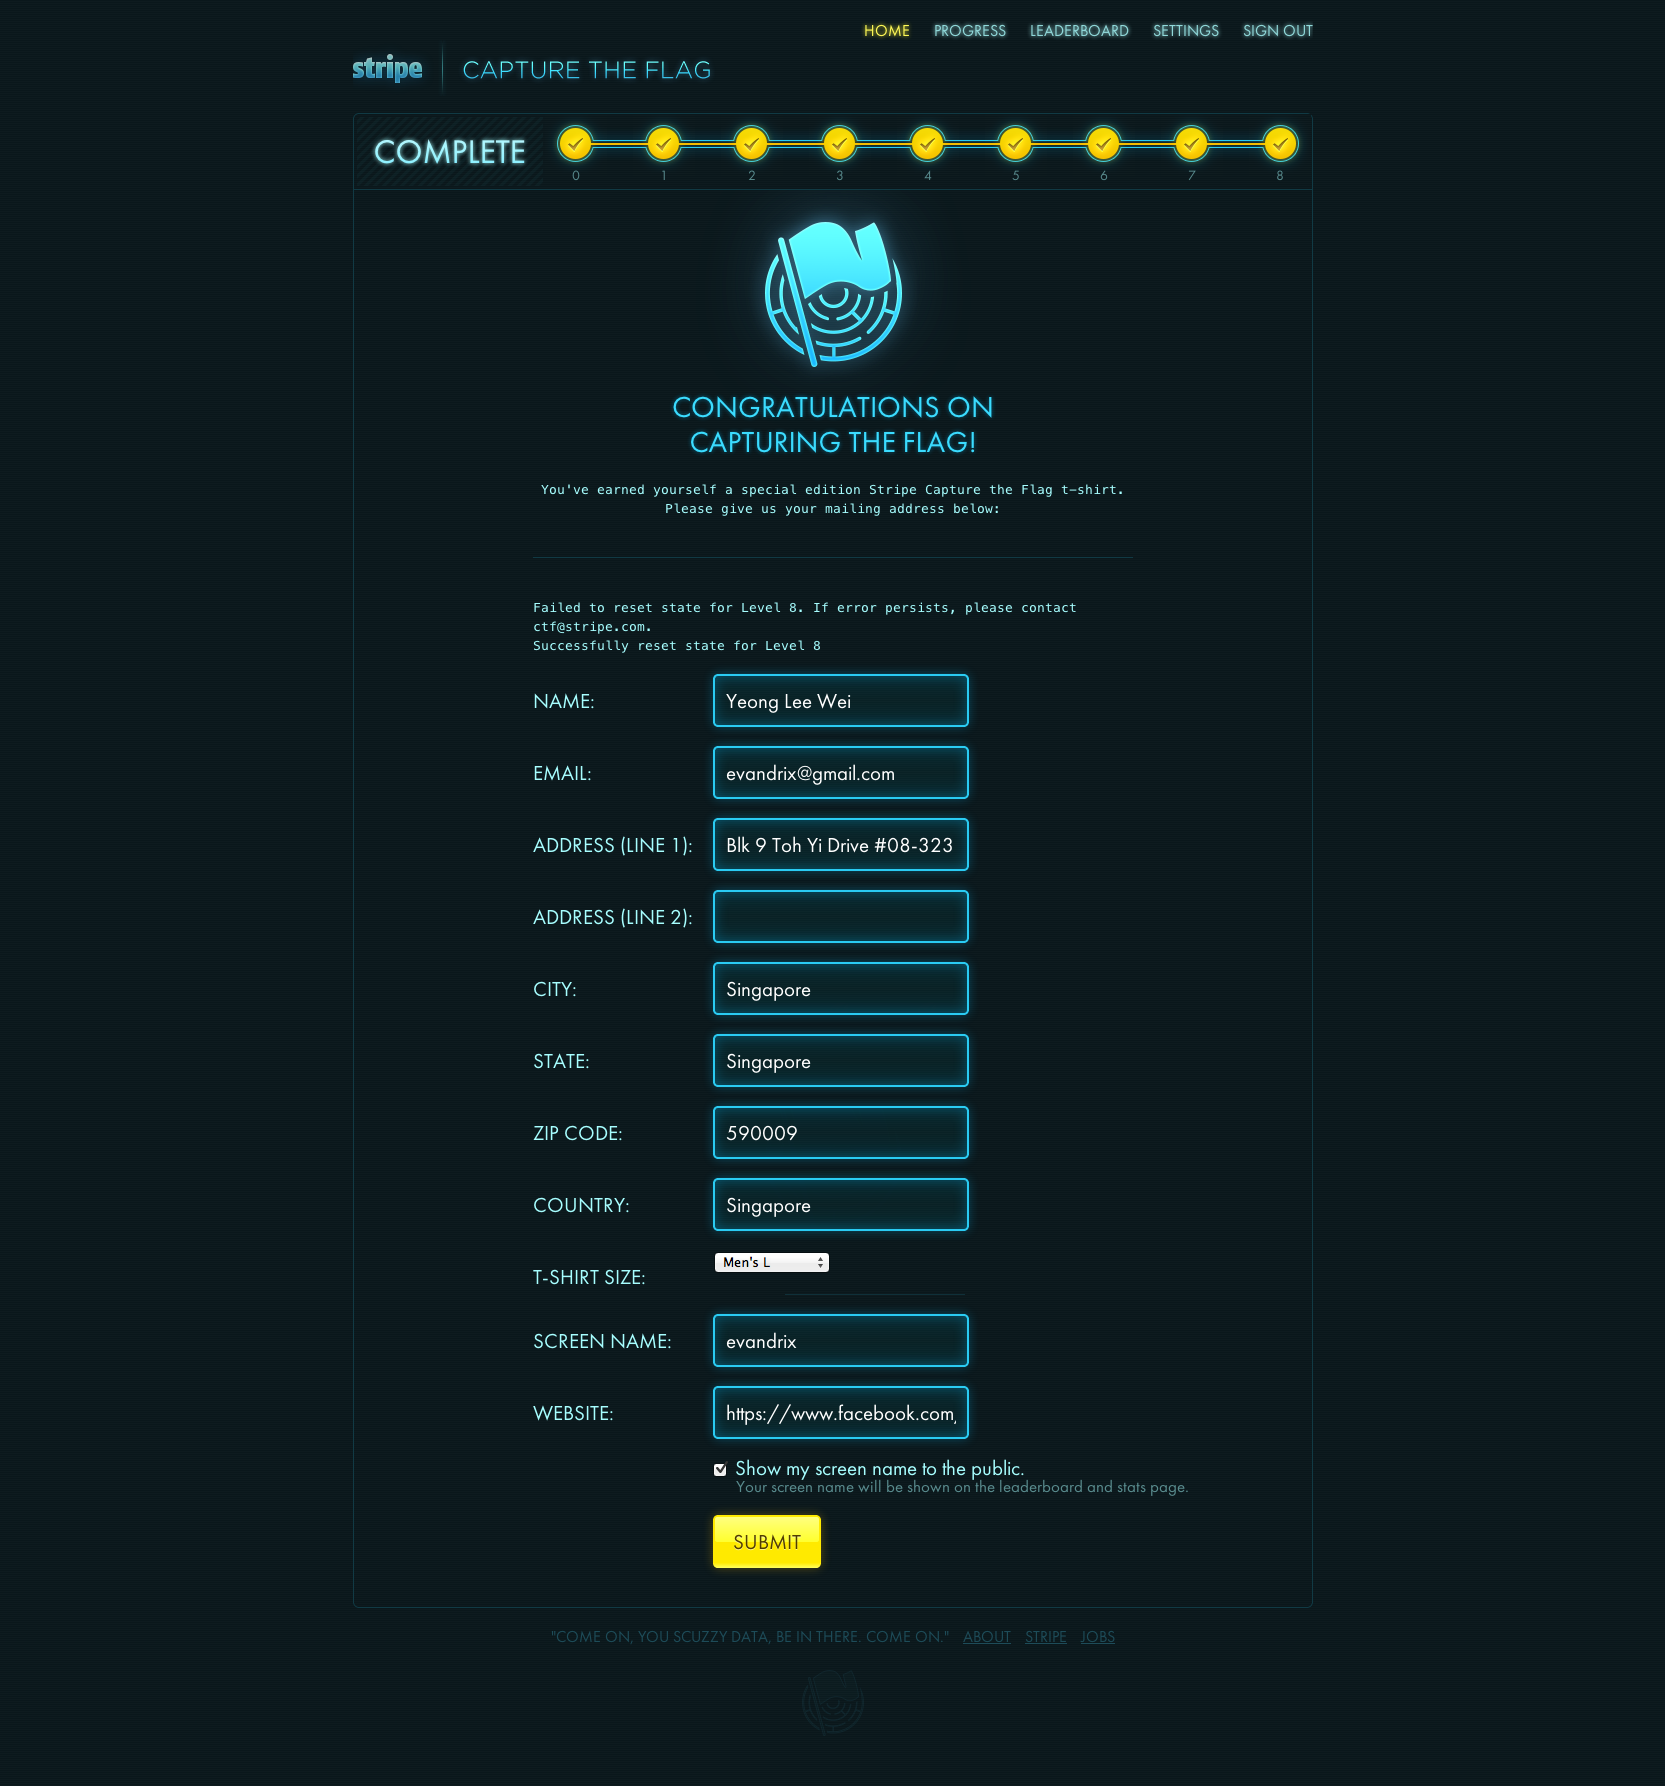 HOME PROGRESS LEADERBOARD SETTINGS SIGN OUT
stripe CAPTURE THE FLAG
COMPLETE
0 1 2 3 4 5 6 7 8
CONGRATULATIONS ON
CAPTURING THE FLAG!
You've earned yourself a special edition Stripe Capture the Flag t-shirt.
Please give us your mailing address below:
Failed to reset state for Level 8. If error persists, please contact
ctf@stripe.com.
Successfully reset state for Level 8
NAME: Yeong Lee Wei
EMAIL: evandrix@gmail.com
ADDRESS (LINE 1): Blk 9 Toh Yi Drive #08-323
ADDRESS (LINE 2):
CITY: Singapore
STATE: Singapore
ZIP CODE: 590009
COUNTRY: Singapore
T-SHIRT SIZE: Men's L
SCREEN NAME: evandrix
WEBSITE: https://www.facebook.com/
Show my screen name to the public.
Your screen name will be shown on the leaderboard and stats page.
SUBMIT
"COME ON, YOU SCUZZY DATA, BE IN THERE. COME ON." ABOUT STRIPE JOBS